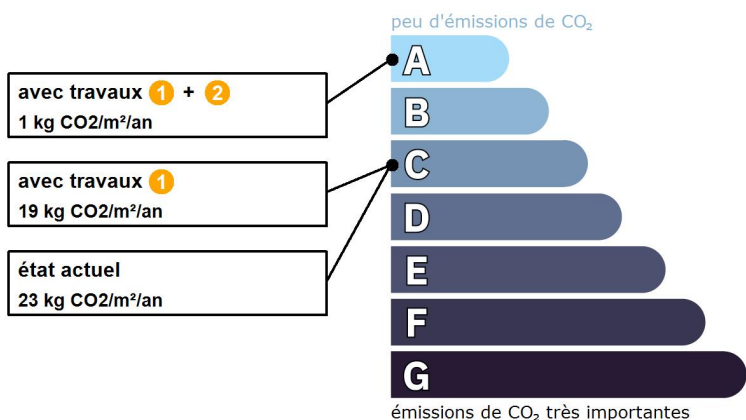 peu d'émissions de CO₂
A
avec travaux 1 + 2
1 kg CO2/m²/an
B
C
avec travaux 1
19 kg CO2/m²/an
D
état actuel
23 kg CO2/m²/an
E
F
G
émissions de CO₂ très importantes